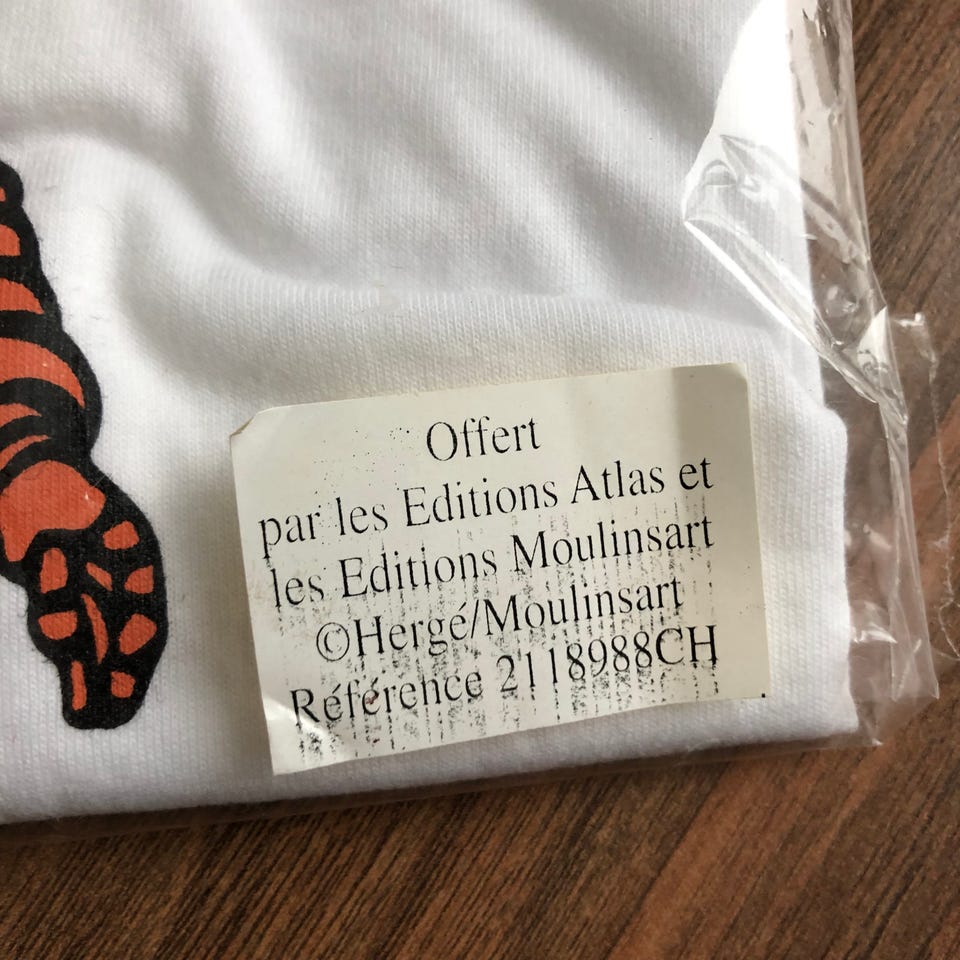 Offert
par les Editions Atlas et
les Editions Moulinsart
©Hergé/Moulinsart
Référence 2118988CH